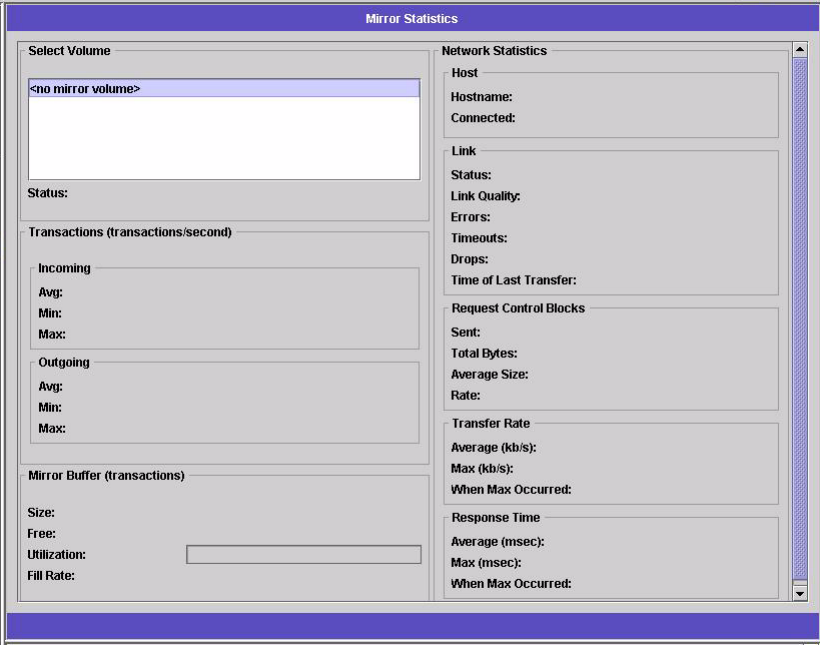 Mirror Statistics
Select Volume
<no mirror volume>
Status:
Transactions (transactions/second)
Incoming
Avg:
Min:
Max:
Outgoing
Avg:
Min:
Max:
Mirror Buffer (transactions)
Size:
Free:
Utilization:
Fill Rate:
Network Statistics
Host
Hostname:
Connected:
Link
Status:
Link Quality:
Errors:
Timeouts:
Drops:
Time of Last Transfer:
Request Control Blocks
Sent:
Total Bytes:
Average Size:
Rate:
Transfer Rate
Average (kb/s):
Max (kb/s):
When Max Occurred:
Response Time
Average (msec):
Max (msec):
When Max Occurred: